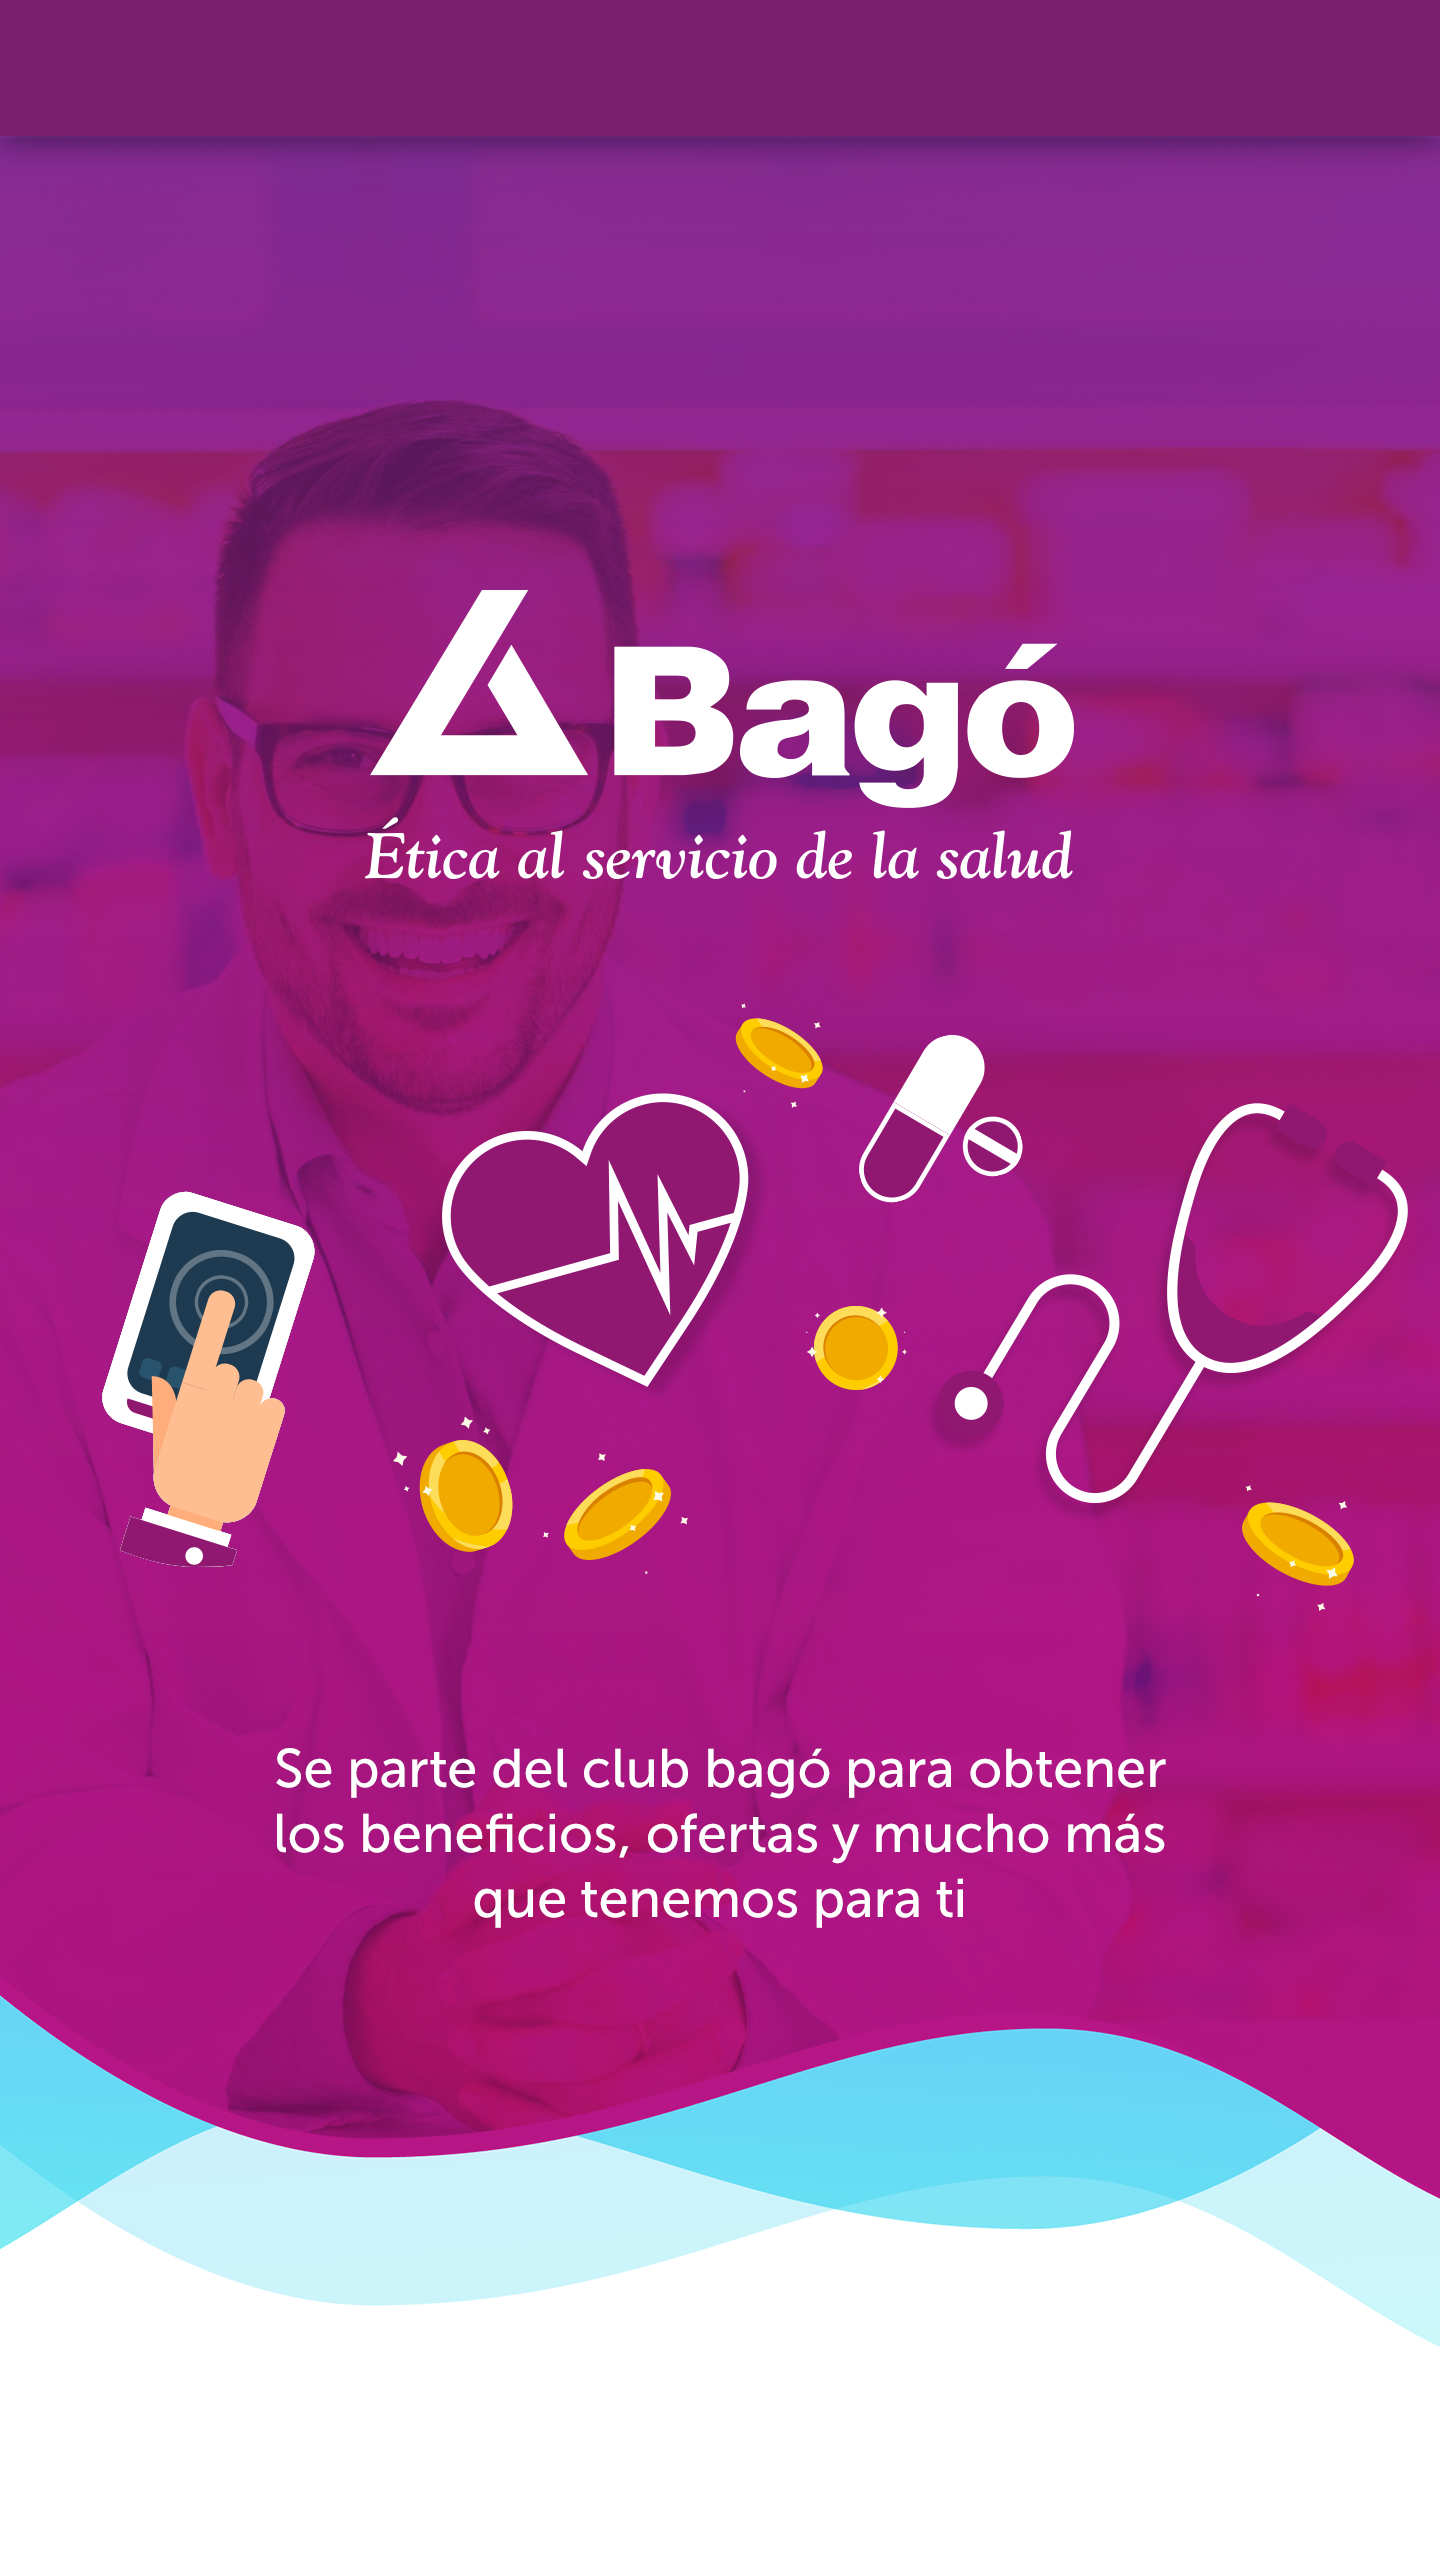 Bagó
Ética al servicio de la salud
Se parte del club bagó para obtener
los beneficios, ofertas y mucho más
que tenemos para ti